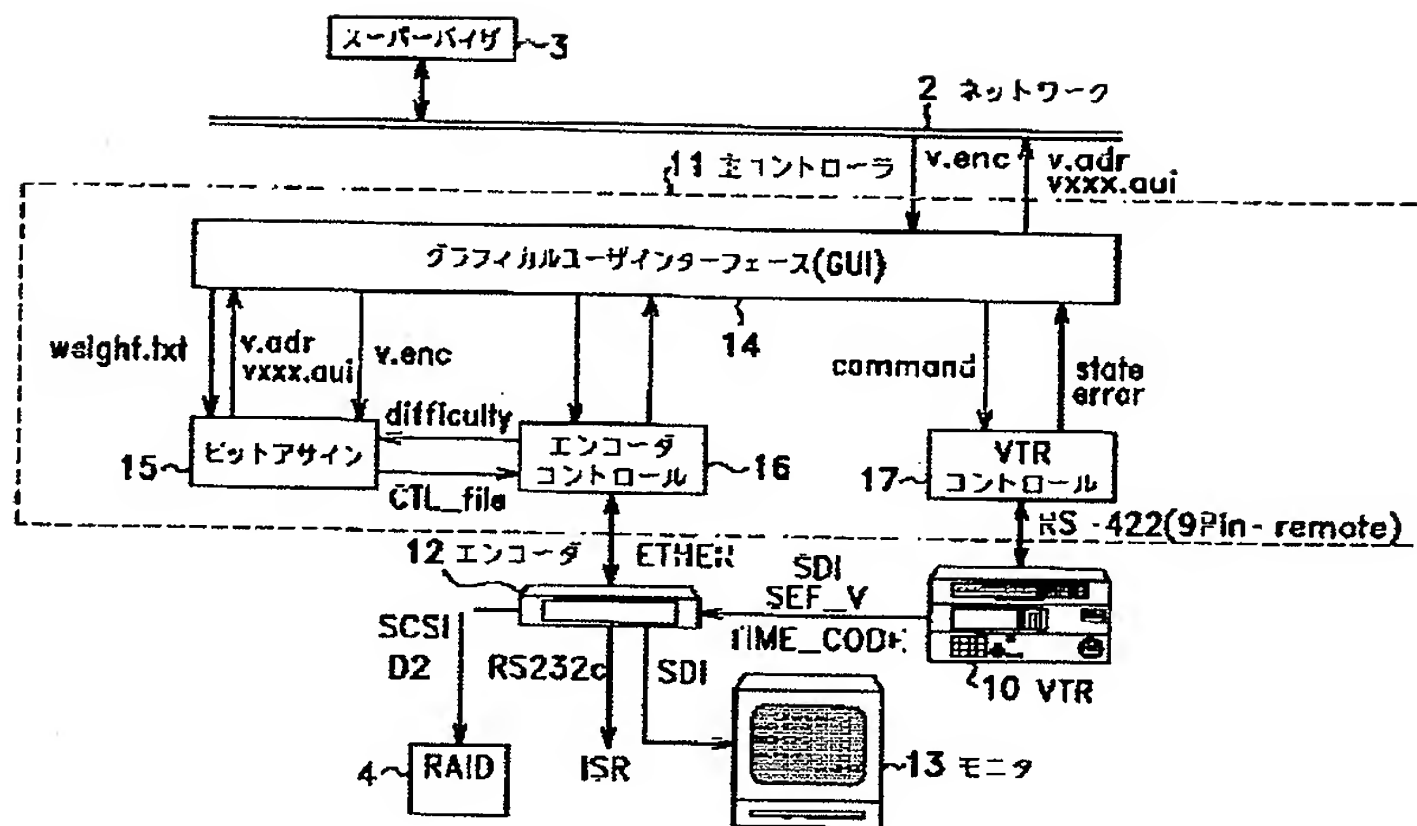 スーパーバイザ 3
2 ネットワーク
11 主コントローラ
v.enc
v.adr
vxxx.aui
グラフィカルユーザインターフェース(GUI)
14
weighf.txt
v.adr
vxxx.aui
v.enc
command
state
error
difficulty
15 ビットアサイン
CTL_file
エンコーダ
コントロール
16
VTR
コントロール
17
RS-422(9Pin-remote)
12 エンコーダ
ETHER
SDI
SEF_V
TIME_CODE
SCSI
D2
RS232c
SDI
10 VTR
4 RAID
ISR
13 モニタ